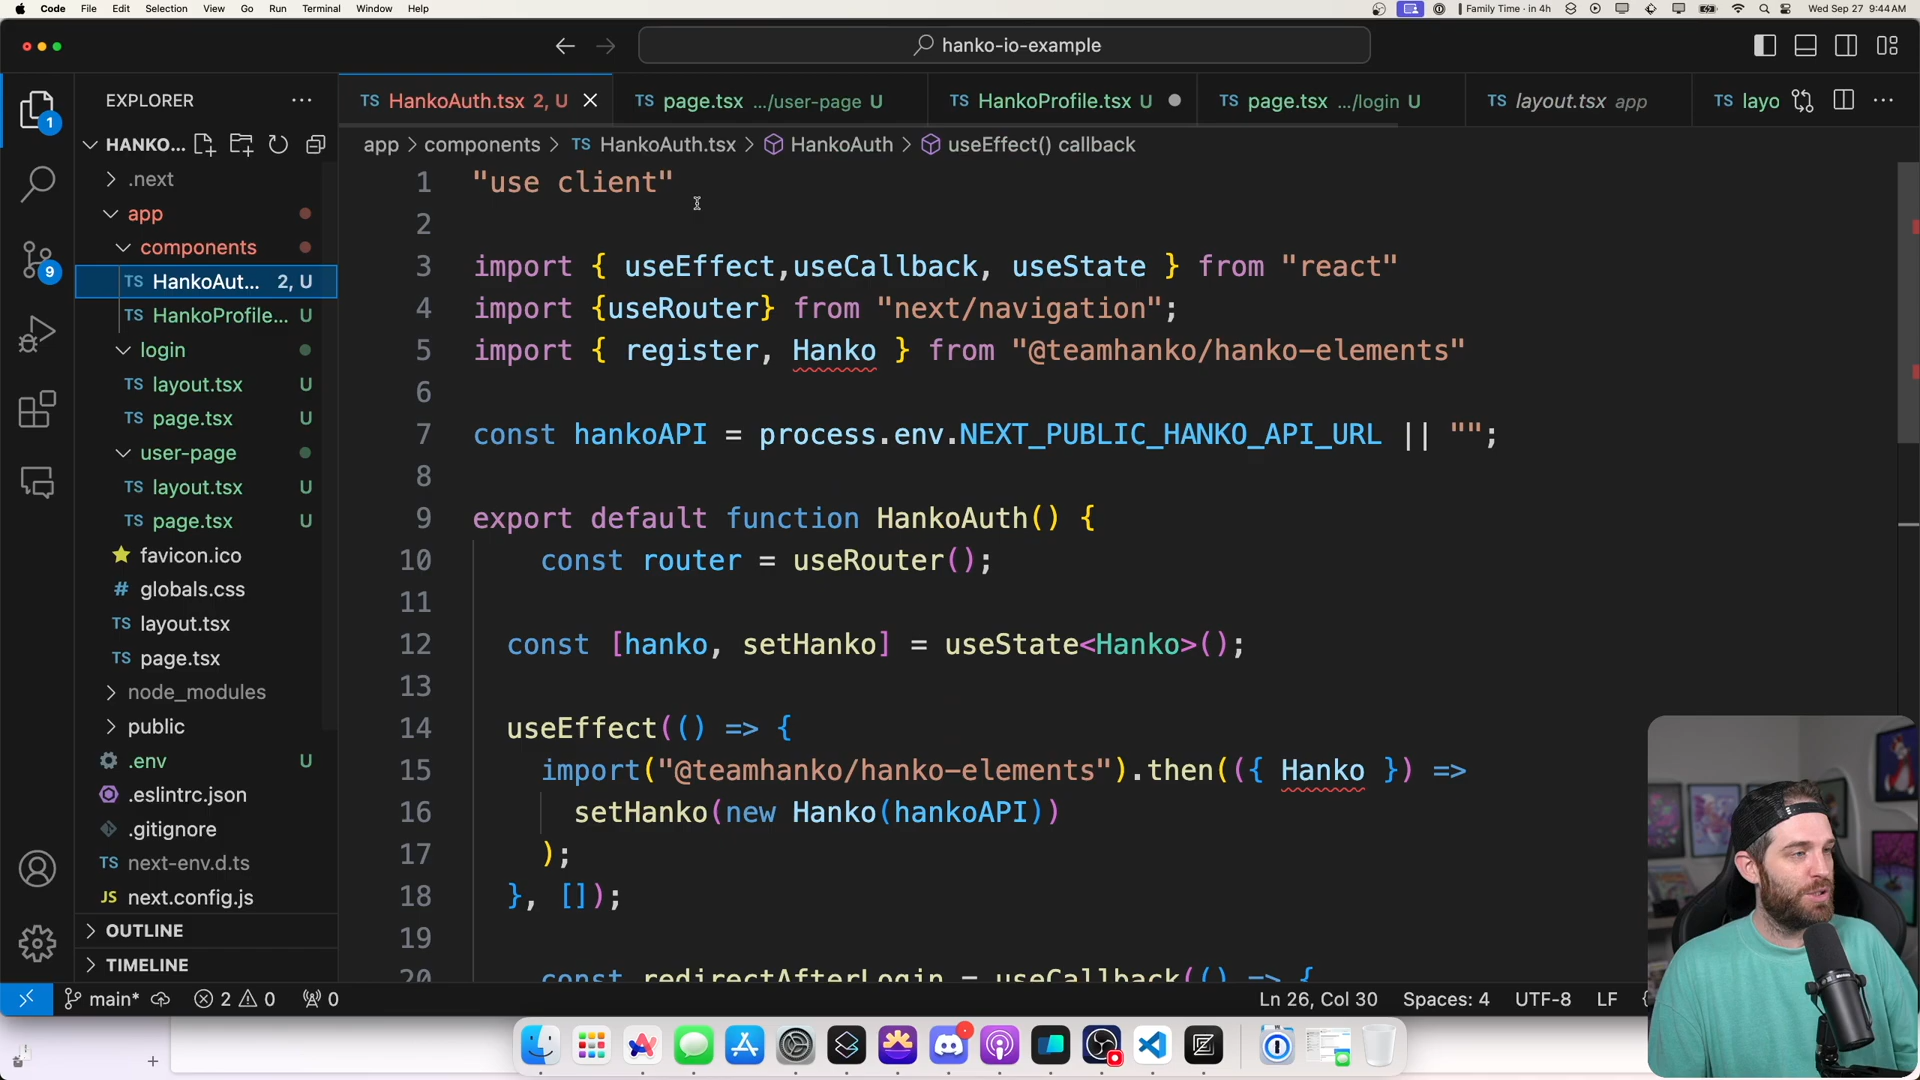 Code File Edit Selection View Go Run Terminal Window Help
Family Time · in 4h
Wed Sep 27 9:44 AM
hanko-io-example
EXPLORER
HankoAuth.tsx 2, U
page.tsx .../user-page U
HankoProfile.tsx U
page.tsx .../login U
layout.tsx app
layo
HANKO...
app > components > HankoAuth.tsx > HankoAuth > useEffect() callback
.next
app
components
HankoAut... 2, U
HankoProfile... U
login
layout.tsx U
page.tsx U
user-page
layout.tsx U
page.tsx U
favicon.ico
globals.css
layout.tsx
page.tsx
node_modules
public
.env U
.eslintrc.json
.gitignore
next-env.d.ts
next.config.js
OUTLINE
TIMELINE
1
9
1 "use client"
2
3 import { useEffect,useCallback, useState } from "react"
4 import {useRouter} from "next/navigation";
5 import { register, Hanko } from "@teamhanko/hanko-elements"
6
7 const hankoAPI = process.env.NEXT_PUBLIC_HANKO_API_URL || "";
8
9 export default function HankoAuth() {
10 const router = useRouter();
11
12 const [hanko, setHanko] = useState<Hanko>();
13
14 useEffect(() => {
15 import("@teamhanko/hanko-elements").then(({ Hanko }) =>
16 setHanko(new Hanko(hankoAPI))
17 );
18 }, []);
19
20 const redirectAfterLogin = useCallback(() => {
main* 2 0 0
Ln 26, Col 30 Spaces: 4 UTF-8 LF {